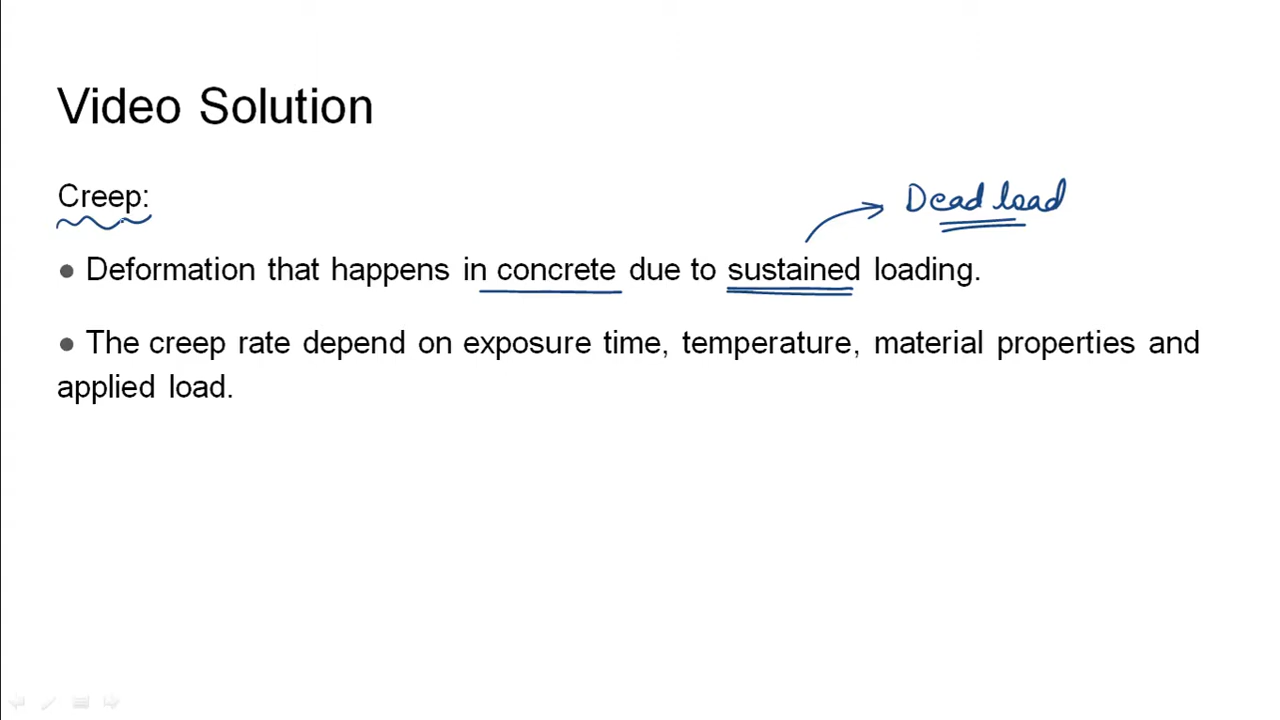 Video Solution
Creep:
Dead load
● Deformation that happens in concrete due to sustained loading.
● The creep rate depend on exposure time, temperature, material properties and
applied load.